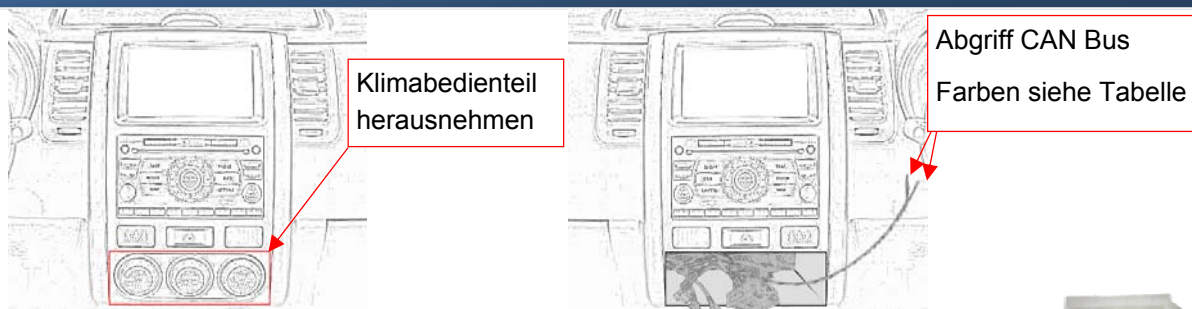 Klimabedienteil
herausnehmen
Abgriff CAN Bus
Farben siehe Tabelle